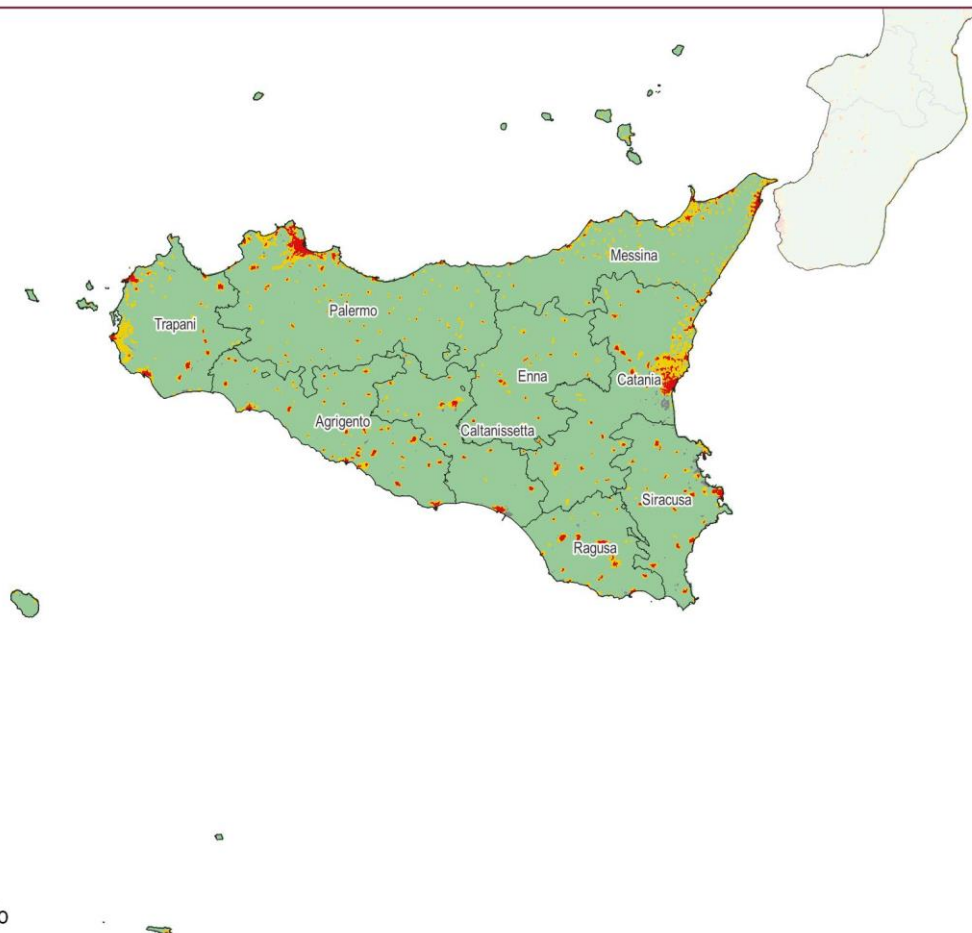 Messina
Palermo
Trapani
Enna
Catania
Agrigento
Caltanissetta
Siracusa
Ragusa
o